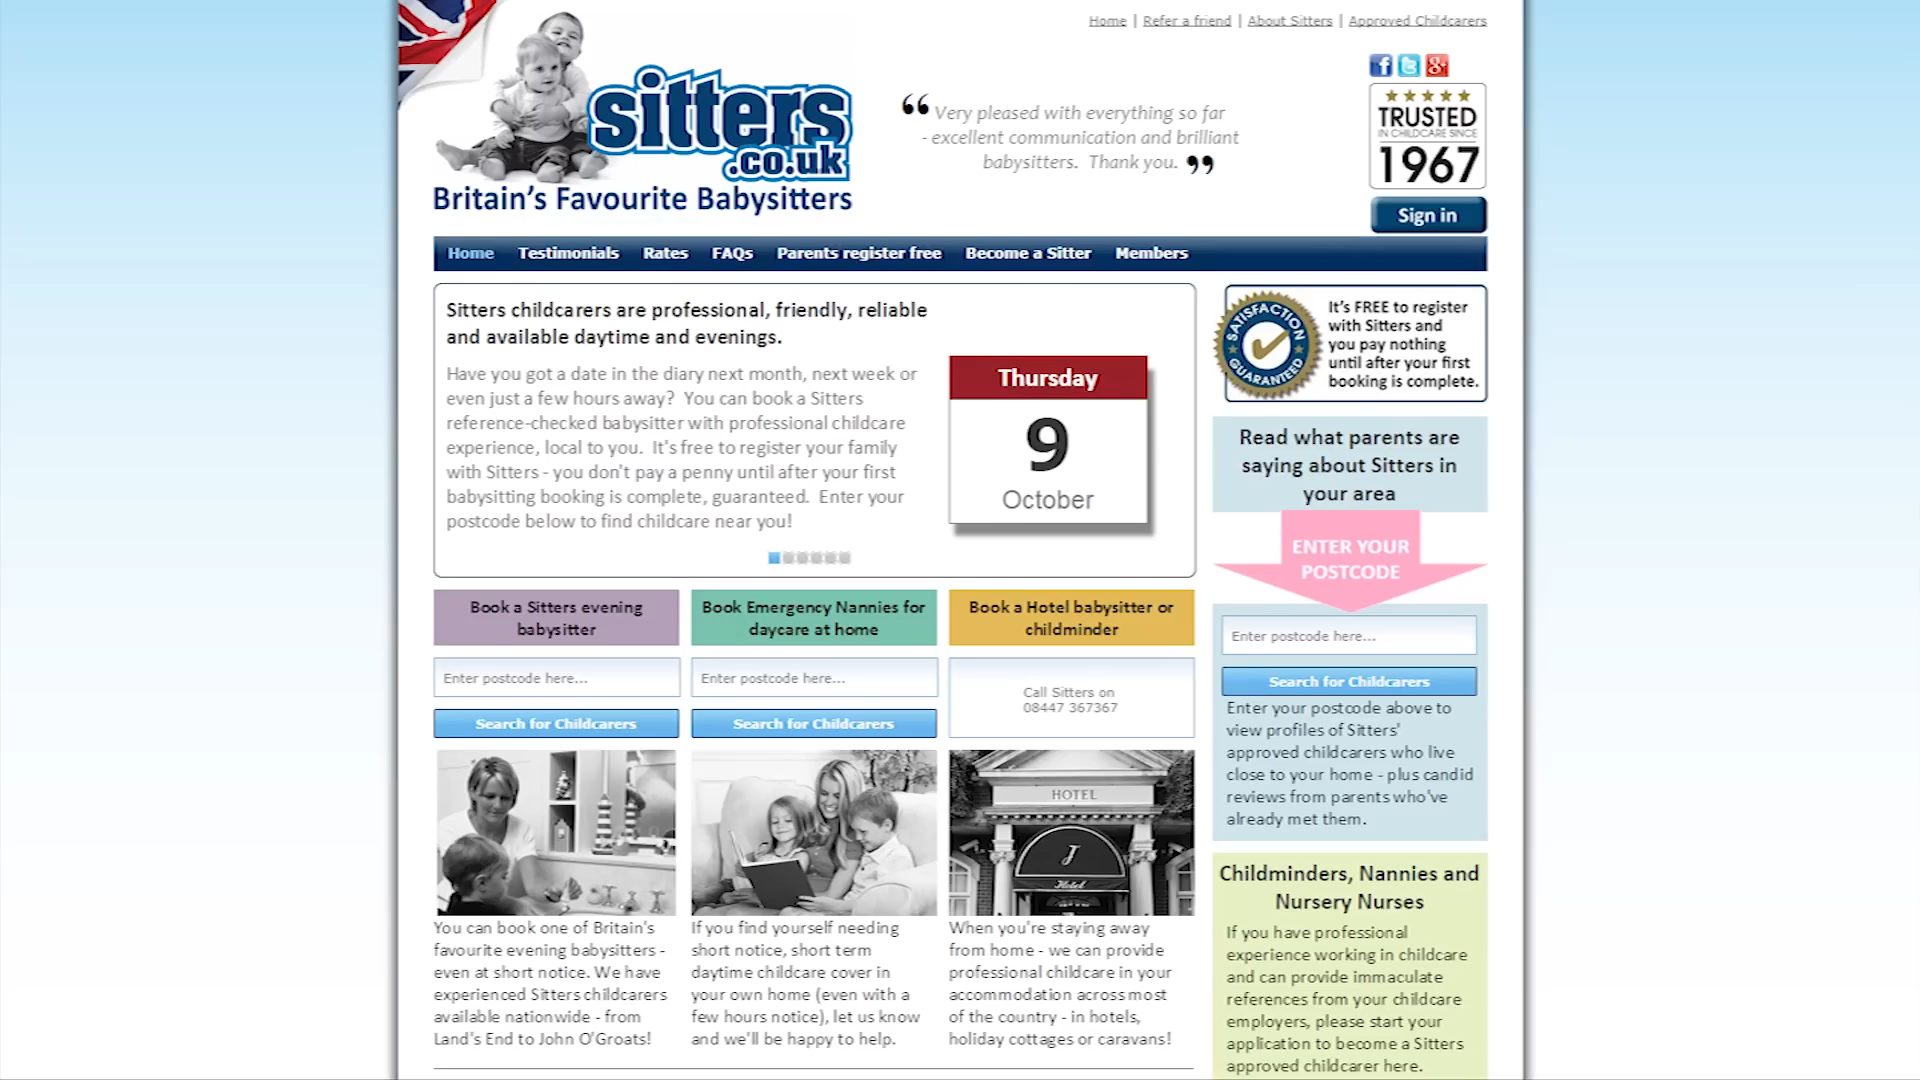 Home | Refer a friend | About Sitters | Approved Childcarers
sitters
.co.uk
Britain's Favourite Babysitters
“ Very pleased with everything so far
- excellent communication and brilliant
babysitters. Thank you. ”
TRUSTED
IN CHILDCARE SINCE
1967
Sign in
Home Testimonials Rates FAQs Parents register free Become a Sitter Members
Sitters childcarers are professional, friendly, reliable
and available daytime and evenings.
Have you got a date in the diary next month, next week or
even just a few hours away? You can book a Sitters
reference-checked babysitter with professional childcare
experience, local to you. It's free to register your family
with Sitters - you don't pay a penny until after your first
babysitting booking is complete, guaranteed. Enter your
postcode below to find childcare near you!
Thursday
9
October
SATISFACTION
GUARANTEED
It's FREE to register
with Sitters and
you pay nothing
until after your first
booking is complete.
Read what parents are
saying about Sitters in
your area
ENTER YOUR
POSTCODE
Enter postcode here...
Search for Childcarers
Enter your postcode above to
view profiles of Sitters'
approved childcarers who live
close to your home - plus candid
reviews from parents who've
already met them.
Book a Sitters evening
babysitter
Enter postcode here...
Search for Childcarers
You can book one of Britain's
favourite evening babysitters -
even at short notice. We have
experienced Sitters childcarers
available nationwide - from
Land's End to John O'Groats!
Book Emergency Nannies for
daycare at home
Enter postcode here...
Search for Childcarers
If you find yourself needing
short notice, short term
daytime childcare cover in
your own home (even with a
few hours notice), let us know
and we'll be happy to help.
Book a Hotel babysitter or
childminder
Call Sitters on
08447 367367
HOTEL
J
Hotel
When you're staying away
from home - we can provide
professional childcare in your
accommodation across most
of the country - in hotels,
holiday cottages or caravans!
Childminders, Nannies and
Nursery Nurses
If you have professional
experience working in childcare
and can provide immaculate
references from your childcare
employers, please start your
application to become a Sitters
approved childcarer here.